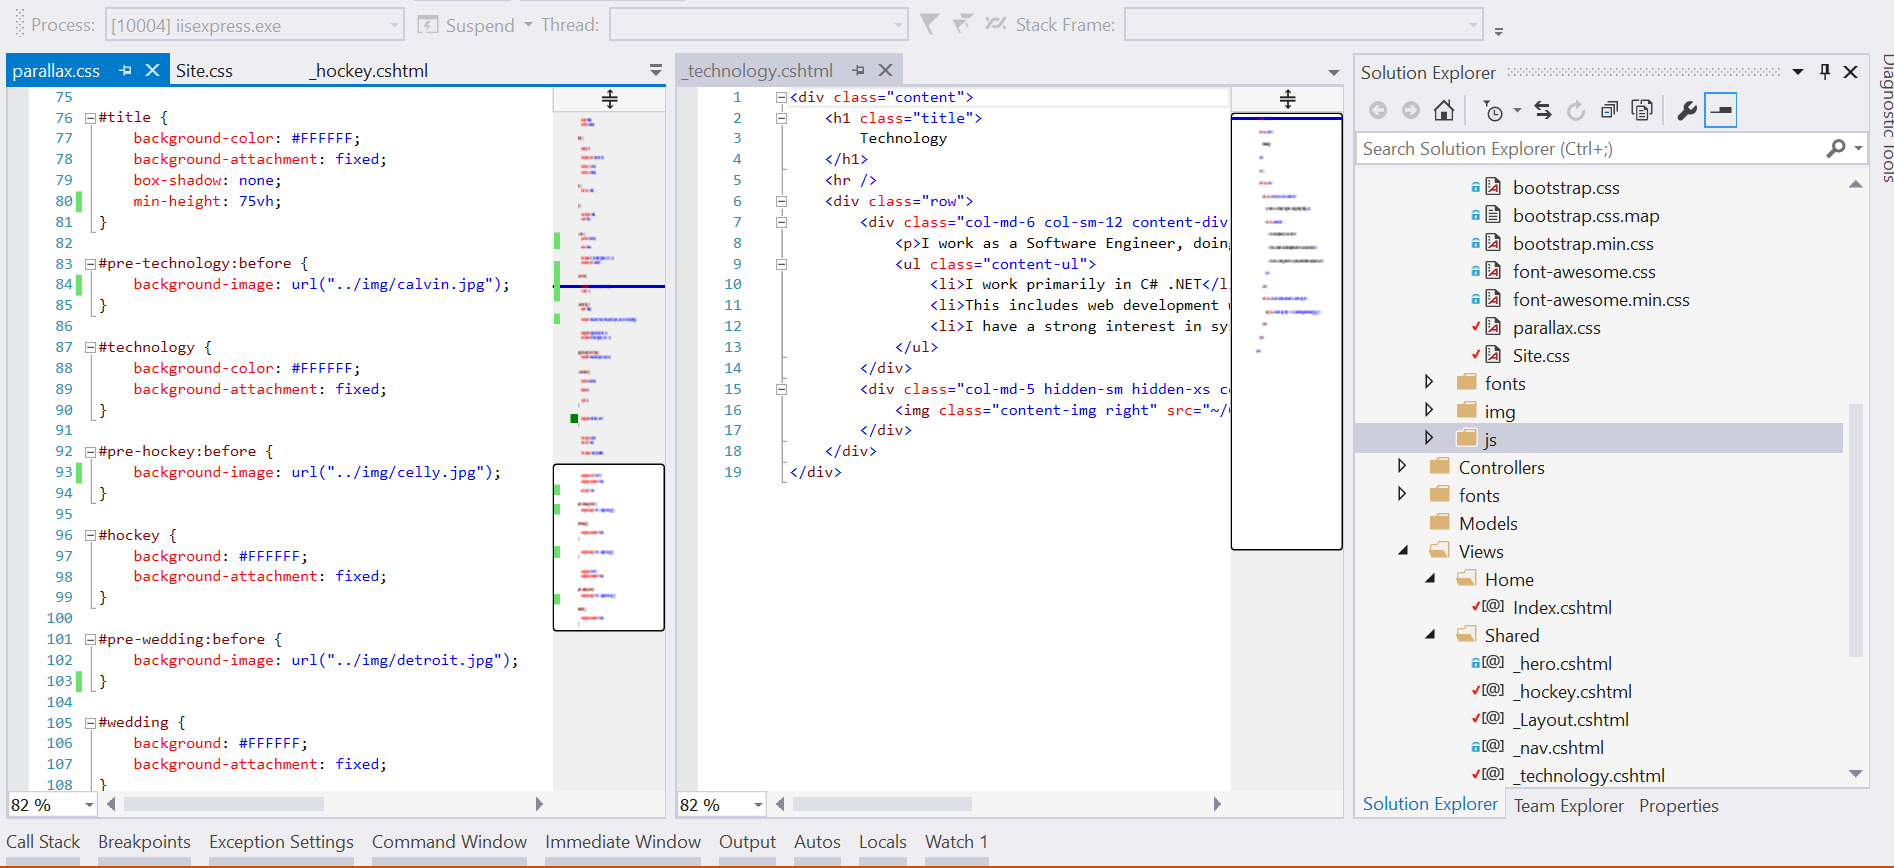 Process: [10004] iisexpress.exe Suspend Thread: Stack Frame:
parallax.css Site.css _hockey.cshtml
75
76 #title {
77 background-color: #FFFFFF;
78 background-attachment: fixed;
79 box-shadow: none;
80 min-height: 75vh;
81 }
82
83 #pre-technology:before {
84 background-image: url("../img/calvin.jpg");
85 }
86
87 #technology {
88 background-color: #FFFFFF;
89 background-attachment: fixed;
90 }
91
92 #pre-hockey:before {
93 background-image: url("../img/celly.jpg");
94 }
95
96 #hockey {
97 background: #FFFFFF;
98 background-attachment: fixed;
99 }
100
101 #pre-wedding:before {
102 background-image: url("../img/detroit.jpg");
103 }
104
105 #wedding {
106 background: #FFFFFF;
107 background-attachment: fixed;
108 }
82 %
_technology.cshtml
1 <div class="content">
2 <h1 class="title">
3 Technology
4 </h1>
5 <hr />
6 <div class="row">
7 <div class="col-md-6 col-sm-12 content-div
8 <p>I work as a Software Engineer, doing
9 <ul class="content-ul">
10 <li>I work primarily in C# .NET</li
11 <li>This includes web development
12 <li>I have a strong interest in sy
13 </ul>
14 </div>
15 <div class="col-md-5 hidden-sm hidden-xs
16 <img class="content-img right" src="~/
17 </div>
18 </div>
19 </div>
82 %
Solution Explorer
Search Solution Explorer (Ctrl+;)
bootstrap.css
bootstrap.css.map
bootstrap.min.css
font-awesome.css
font-awesome.min.css
parallax.css
Site.css
fonts
img
js
Controllers
fonts
Models
Views
Home
[@] Index.cshtml
Shared
[@] _hero.cshtml
[@] _hockey.cshtml
[@] _Layout.cshtml
[@] _nav.cshtml
[@] _technology.cshtml
Solution Explorer Team Explorer Properties
Diagnostic Tools
Call Stack Breakpoints Exception Settings Command Window Immediate Window Output Autos Locals Watch 1